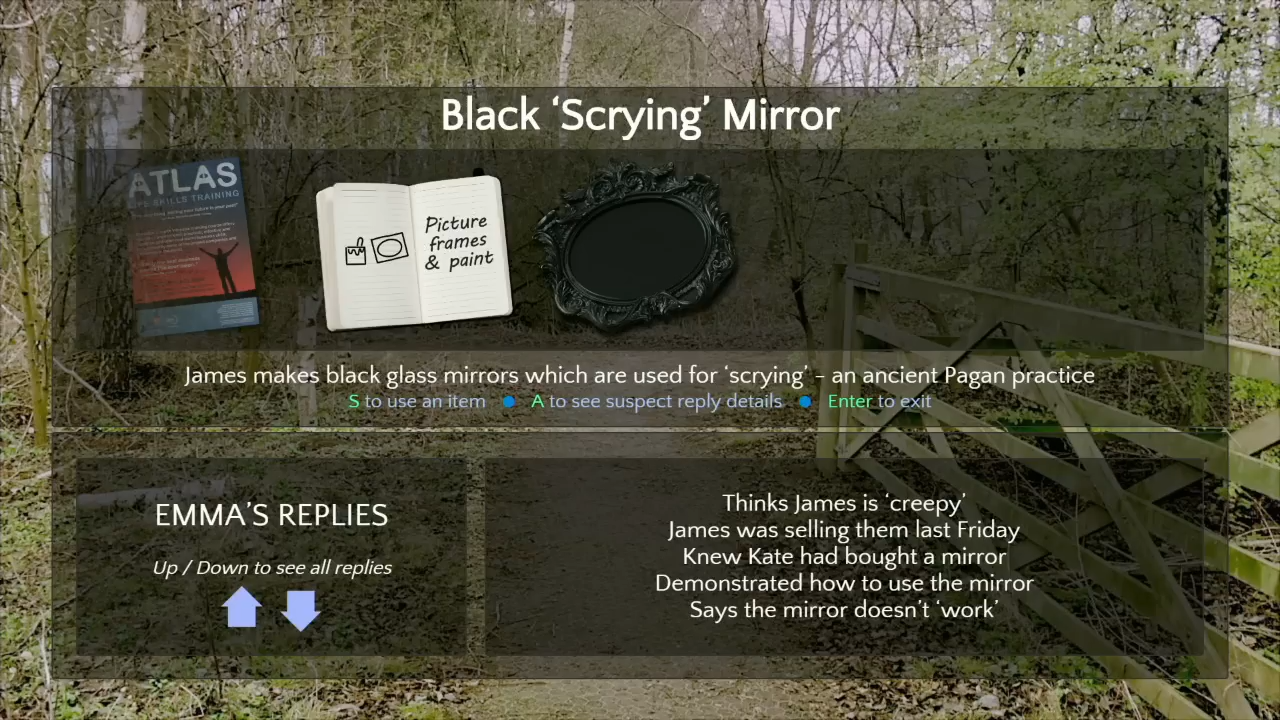 Black ‘Scrying’ Mirror
ATLAS
SKILLS TRAINING
Picture
frames
& paint
James makes black glass mirrors which are used for ‘scrying’ - an ancient Pagan practice
S to use an item A to see suspect reply details Enter to exit
EMMA’S REPLIES
Up / Down to see all replies
Thinks James is ‘creepy’
James was selling them last Friday
Knew Kate had bought a mirror
Demonstrated how to use the mirror
Says the mirror doesn’t ‘work’